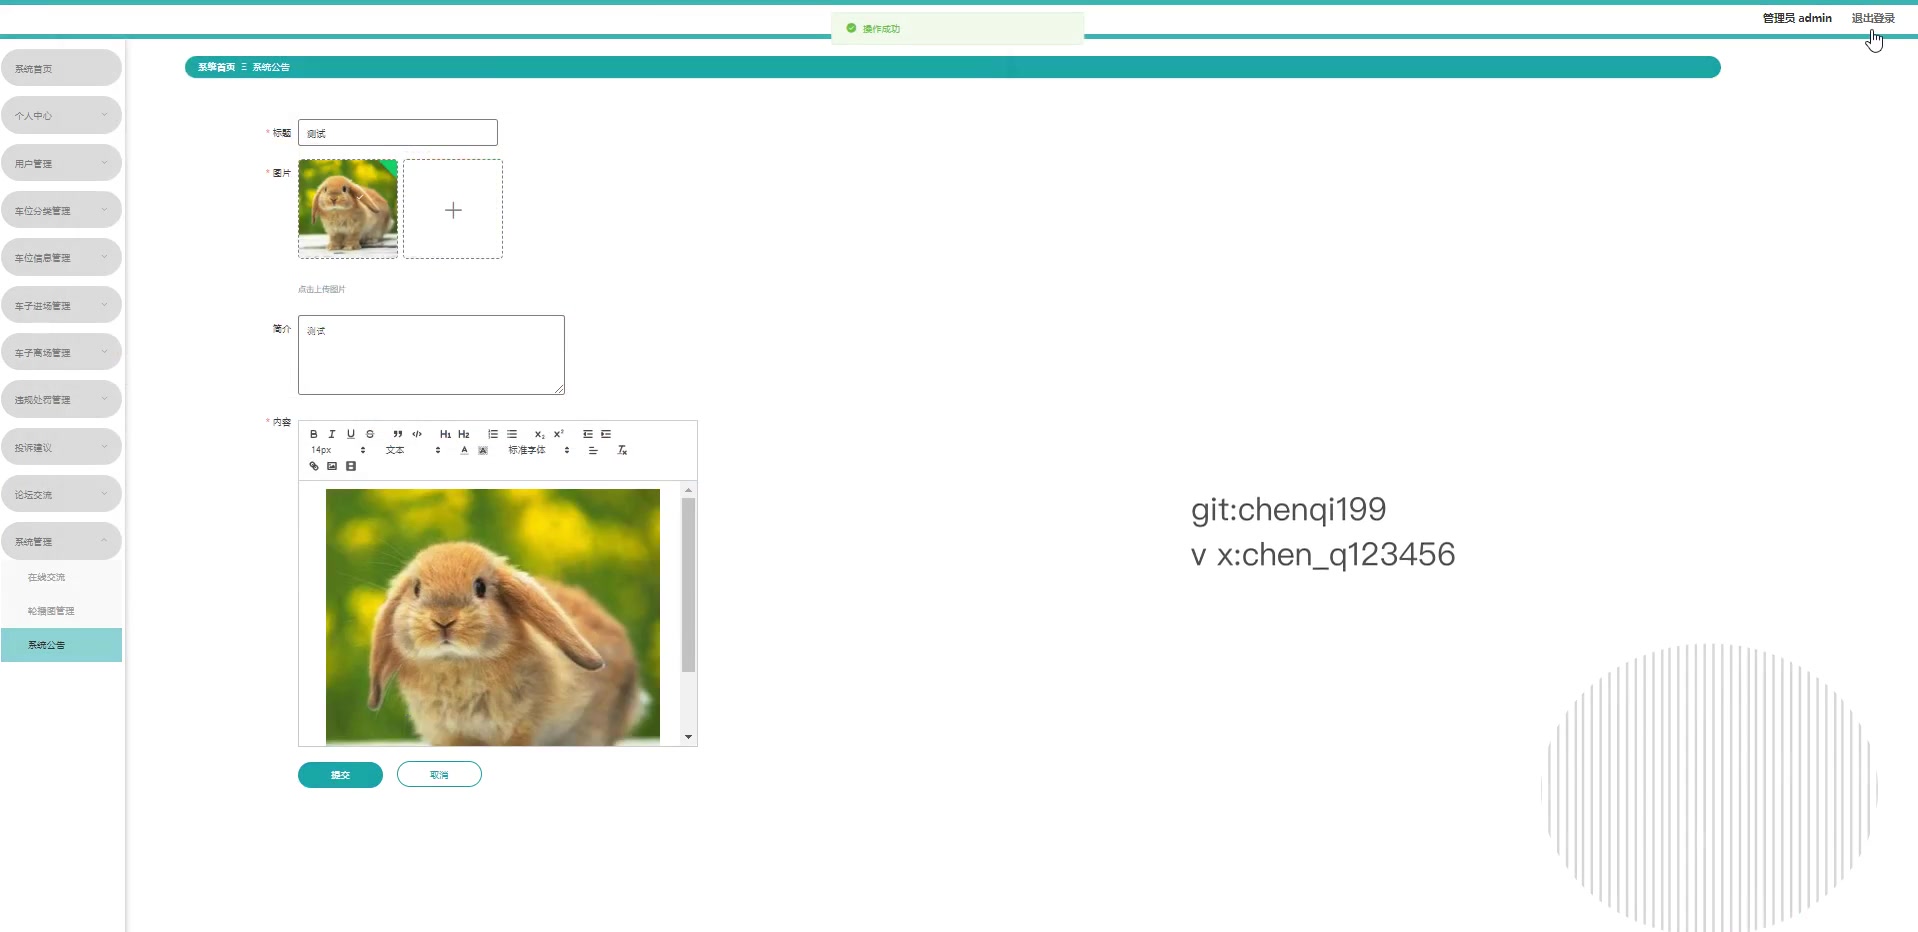 操作成功
管理员 admin 退出登录
系统首页 系统公告
系统首页
个人中心
用户管理
车位分类管理
车位信息管理
车子进场管理
车子离场管理
违规处罚管理
投诉建议
论坛交流
系统管理
在线交流
轮播图管理
系统公告
* 标题 测试
* 图片
点击上传图片
简介 测试
* 内容
B I U S ” </> H1 H2 X₂ X²
14px 文本 A A 标准字体 Tx
提交 取消
git:chenqi199
v x:chen_q123456